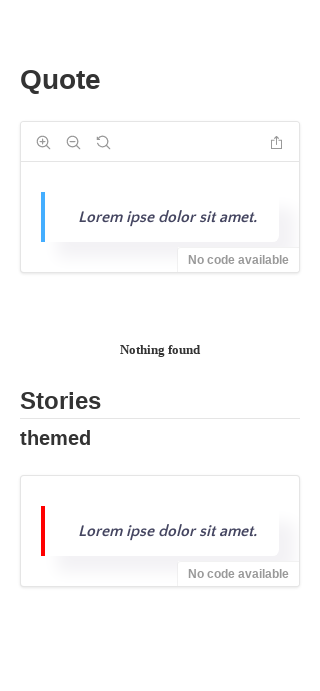 Quote
Lorem ipse dolor sit amet.
No code available
Nothing found
Stories
themed
Lorem ipse dolor sit amet.
No code available